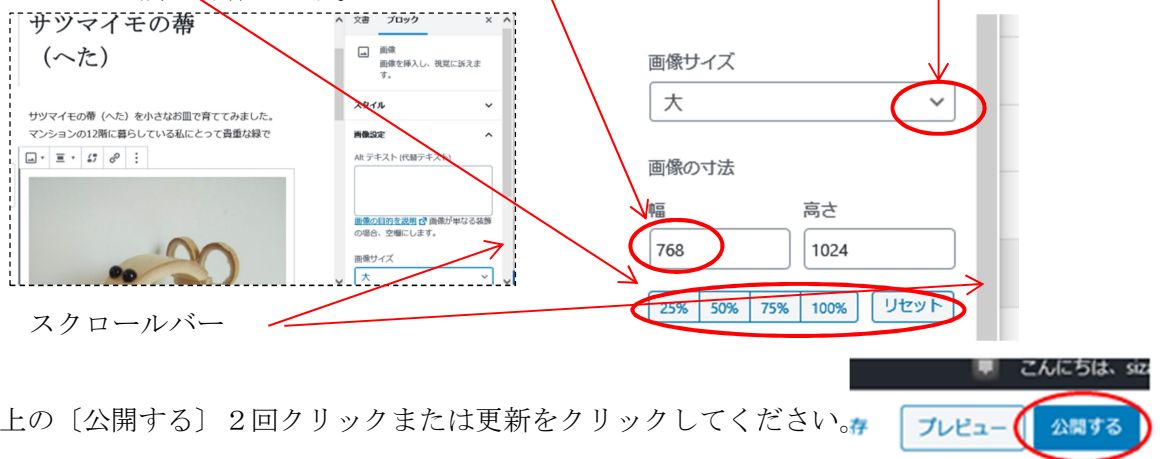 サツマイモの蔕
(へた)
サツマイモの蔕(へた)を小さなお皿で育ててみました。
マンションの12階に暮らしている私にとって貴重な緑で
文書 ブロック ×
画像
画像を挿入し、視覚に訴えま
す。
スタイル
画像設定
Alt テキスト (代替テキスト)
画像の目的を説明 画像が単なる装飾
の場合、空欄にします。
画像サイズ
大
画像サイズ
大
画像の寸法
幅 高さ
768 1024
25% 50% 75% 100% リセット
スクロールバー
こんにちは、siza
上の〔公開する〕2回クリックまたは更新をクリックしてください。
存 プレビュー 公開する